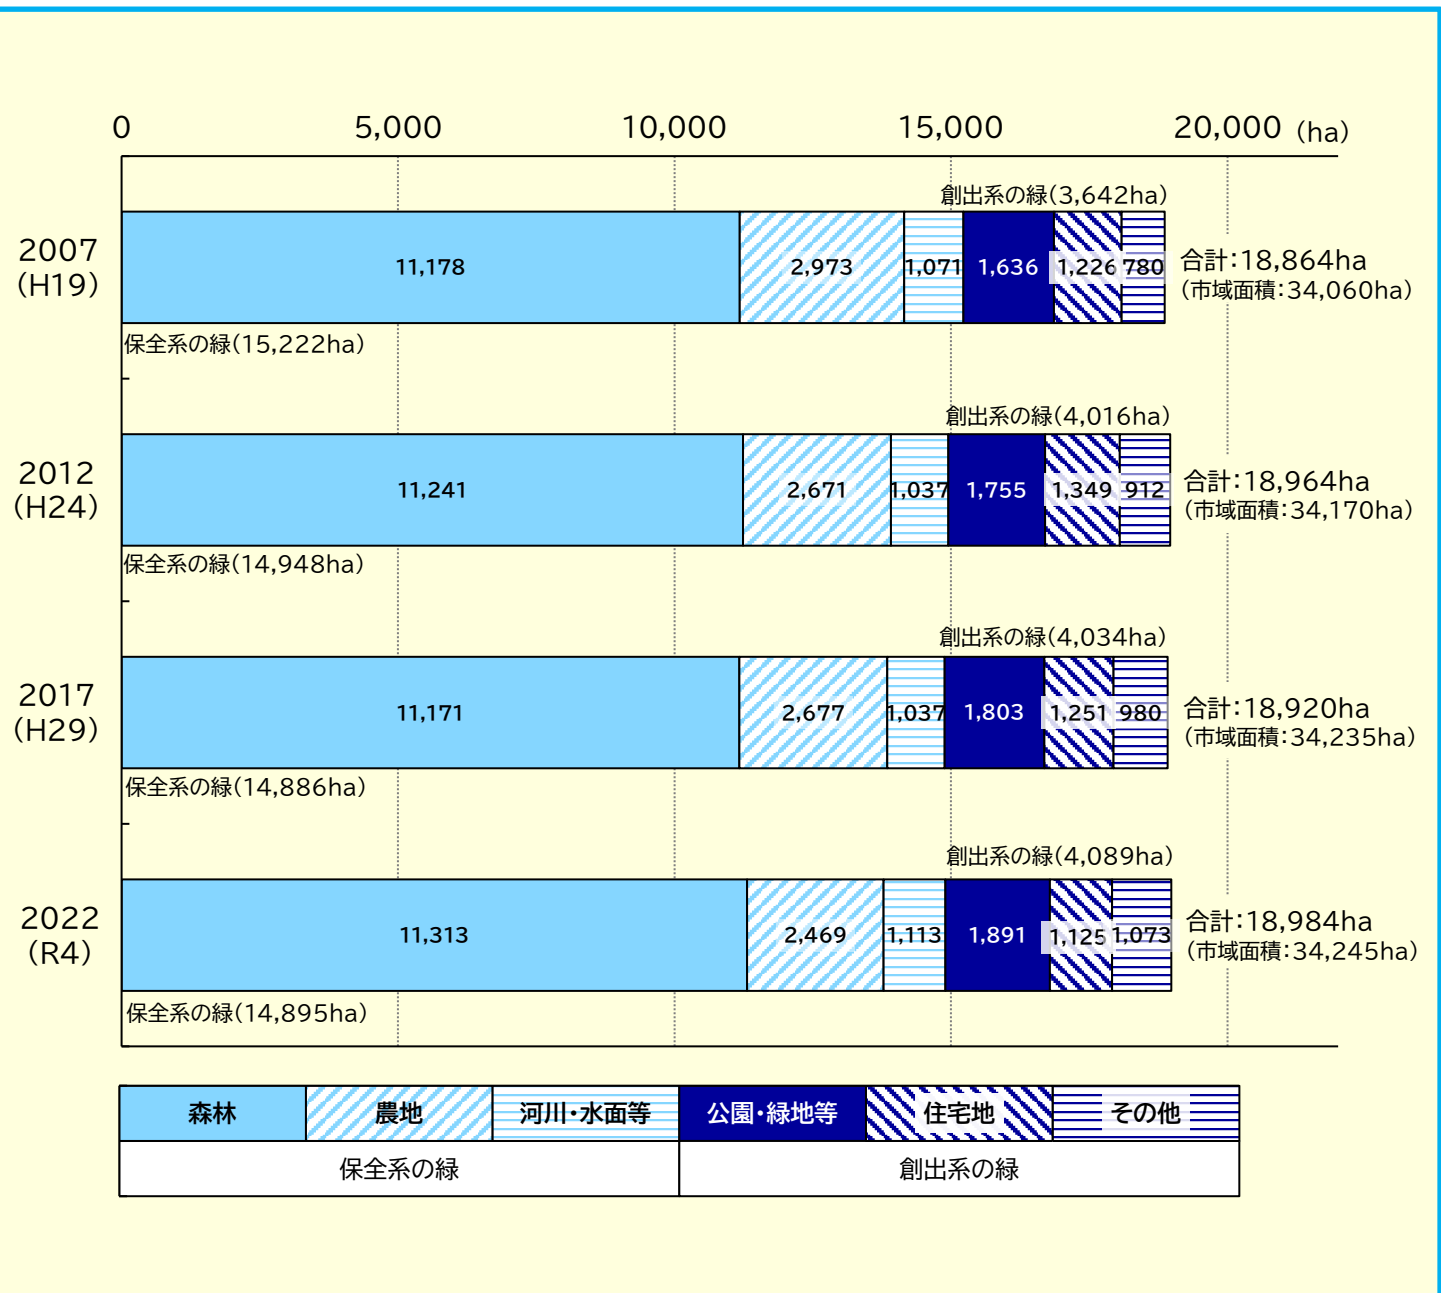 0 5,000 10,000 15,000 20,000 (ha)
創出系の緑(3,642ha)
2007
(H19)
11,178 2,973 1,071 1,636 1,226 780
合計:18,864ha
(市域面積:34,060ha)
保全系の緑(15,222ha)
創出系の緑(4,016ha)
2012
(H24)
11,241 2,671 1,037 1,755 1,349 912
合計:18,964ha
(市域面積:34,170ha)
保全系の緑(14,948ha)
創出系の緑(4,034ha)
2017
(H29)
11,171 2,677 1,037 1,803 1,251 980
合計:18,920ha
(市域面積:34,235ha)
保全系の緑(14,886ha)
創出系の緑(4,089ha)
2022
(R4)
11,313 2,469 1,113 1,891 1,125 1,073
合計:18,984ha
(市域面積:34,245ha)
保全系の緑(14,895ha)
森林 農地 河川・水面等 公園・緑地等 住宅地 その他
保全系の緑 創出系の緑